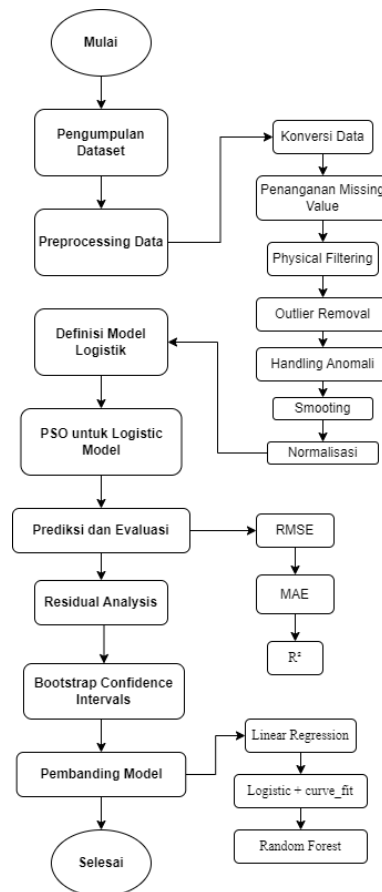 Mulai
Pengumpulan
Dataset
Preprocessing Data
Konversi Data
Penanganan Missing
Value
Physical Filtering
Outlier Removal
Handling Anomali
Smooting
Normalisasi
Definisi Model
Logistik
PSO untuk Logistic
Model
Prediksi dan Evaluasi
RMSE
MAE
R²
Residual Analysis
Bootstrap Confidence
Intervals
Pembanding Model
Linear Regression
Logistic + curve_fit
Random Forest
Selesai